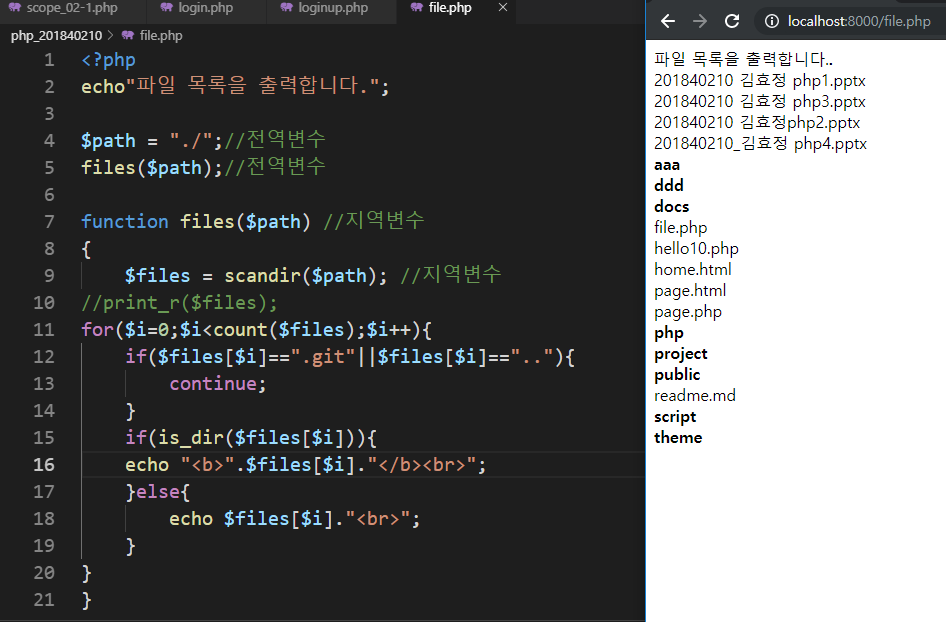 scope_02-1.php login.php loginup.php file.php
php_201840210 > file.php
1 <?php
2 echo"파일 목록을 출력합니다.";
3
4 $path = "./";//전역변수
5 files($path);//전역변수
6
7 function files($path) //지역변수
8 {
9 $files = scandir($path); //지역변수
10 //print_r($files);
11 for($i=0;$i<count($files);$i++){
12 if($files[$i]==".git"||$files[$i]==".."){
13 continue;
14 }
15 if(is_dir($files[$i])){
16 echo "<b>".$files[$i]."</b><br>";
17 }else{
18 echo $files[$i]."<br>";
19 }
20 }
21 }
localhost:8000/file.php
파일 목록을 출력합니다..
201840210 김효정 php1.pptx
201840210 김효정 php3.pptx
201840210 김효정php2.pptx
201840210_김효정 php4.pptx
aaa
ddd
docs
file.php
hello10.php
home.html
page.html
page.php
php
project
public
readme.md
script
theme